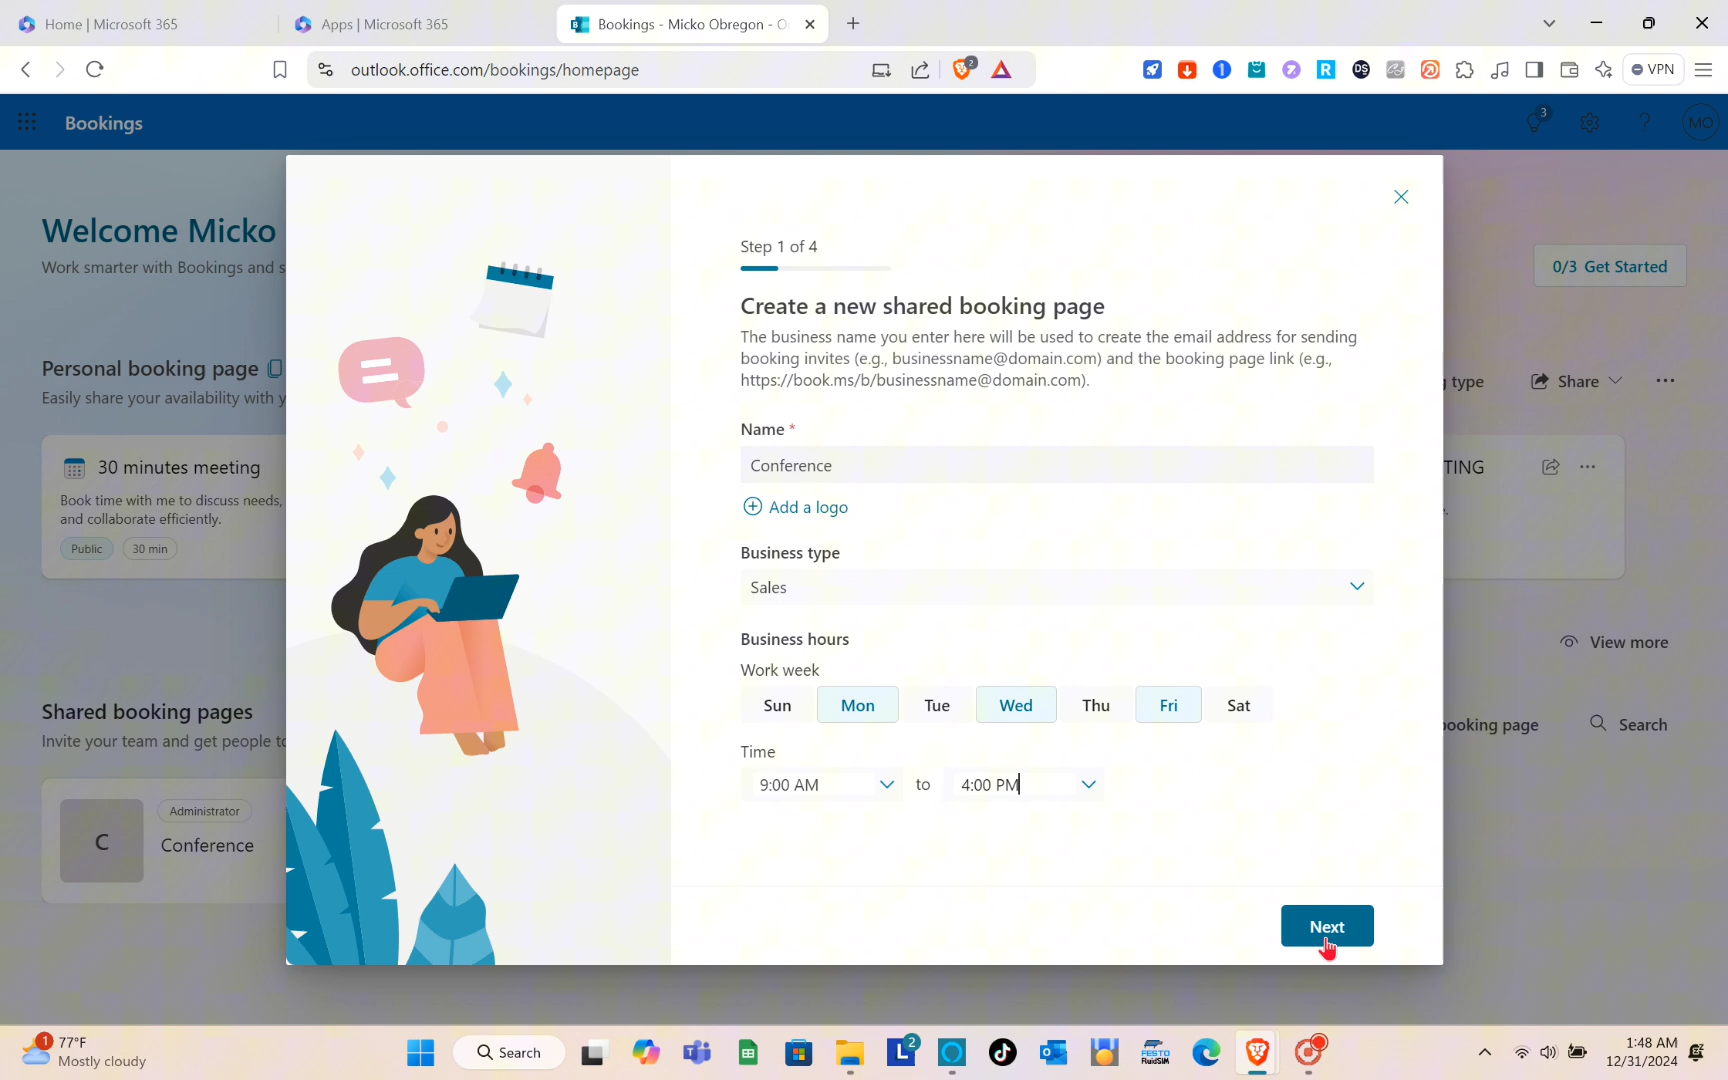 Home | Microsoft 365
Apps | Microsoft 365
Bookings - Micko Obregon - O
outlook.office.com/bookings/homepage
2
VPN
Bookings
3
?
MO
Welcome Micko
Work smarter with Bookings and s
0/3 Get Started
Personal booking page
Easily share your availability with y
g type
Share
30 minutes meeting
Book time with me to discuss needs,
and collaborate efficiently.
Public
30 min
TING
View more
Shared booking pages
Invite your team and get people to
ooking page
Search
C
Administrator
Conference
Step 1 of 4
Create a new shared booking page
The business name you enter here will be used to create the email address for sending
booking invites (e.g., businessname@domain.com) and the booking page link (e.g.,
https://book.ms/b/businessname@domain.com).
Name *
Conference
Add a logo
Business type
Sales
Business hours
Work week
Sun Mon Tue Wed Thu Fri Sat
Time
9:00 AM to 4:00 PM
Next
1
77°F
Mostly cloudy
Search
2
L
FESTO
FluidSIM
1:48 AM
12/31/2024